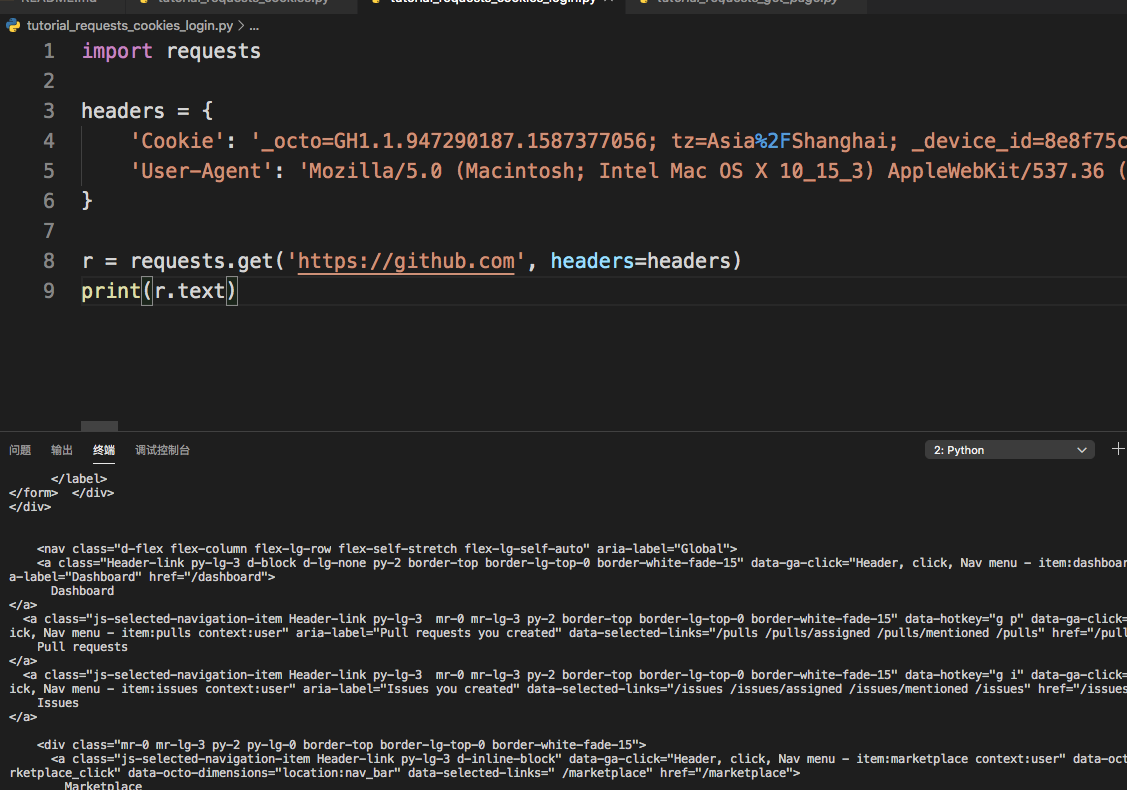 README.md tutorial_requests_cookies.py tutorial_requests_cookies_login.py tutorial_requests_get_page.py
tutorial_requests_cookies_login.py > ...
1 import requests
2
3 headers = {
4 'Cookie': '_octo=GH1.1.947290187.1587377056; tz=Asia%2FShanghai; _device_id=8e8f75c
5 'User-Agent': 'Mozilla/5.0 (Macintosh; Intel Mac OS X 10_15_3) AppleWebKit/537.36 (
6 }
7
8 r = requests.get('https://github.com', headers=headers)
9 print(r.text)
问题 输出 终端 调试控制台 2: Python
</label>
</form> </div>
</div>
<nav class="d-flex flex-column flex-lg-row flex-self-stretch flex-lg-self-auto" aria-label="Global">
<a class="Header-link py-lg-3 d-block d-lg-none py-2 border-top border-lg-top-0 border-white-fade-15" data-ga-click="Header, click, Nav menu - item:dashboar
a-label="Dashboard" href="/dashboard">
Dashboard
</a>
<a class="js-selected-navigation-item Header-link py-lg-3 mr-0 mr-lg-3 py-2 border-top border-lg-top-0 border-white-fade-15" data-hotkey="g p" data-ga-click=
ick, Nav menu - item:pulls context:user" aria-label="Pull requests you created" data-selected-links="/pulls /pulls/assigned /pulls/mentioned /pulls" href="/pull
Pull requests
</a>
<a class="js-selected-navigation-item Header-link py-lg-3 mr-0 mr-lg-3 py-2 border-top border-lg-top-0 border-white-fade-15" data-hotkey="g i" data-ga-click=
ick, Nav menu - item:issues context:user" aria-label="Issues you created" data-selected-links="/issues /issues/assigned /issues/mentioned /issues" href="/issues
Issues
</a>
<div class="mr-0 mr-lg-3 py-2 py-lg-0 border-top border-lg-top-0 border-white-fade-15">
<a class="js-selected-navigation-item Header-link py-lg-3 d-inline-block" data-ga-click="Header, click, Nav menu - item:marketplace context:user" data-oct
rketplace_click" data-octo-dimensions="location:nav_bar" data-selected-links=" /marketplace" href="/marketplace">
Marketplace